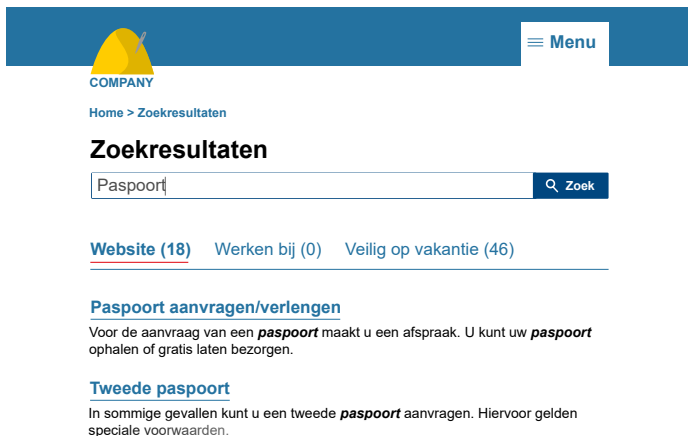 ≡ Menu
COMPANY
Home > Zoekresultaten
Zoekresultaten
Paspoort
Zoek
Website (18) Werken bij (0) Veilig op vakantie (46)
Paspoort aanvragen/verlengen
Voor de aanvraag van een paspoort maakt u een afspraak. U kunt uw paspoort
ophalen of gratis laten bezorgen.
Tweede paspoort
In sommige gevallen kunt u een tweede paspoort aanvragen. Hiervoor gelden
speciale voorwaarden.